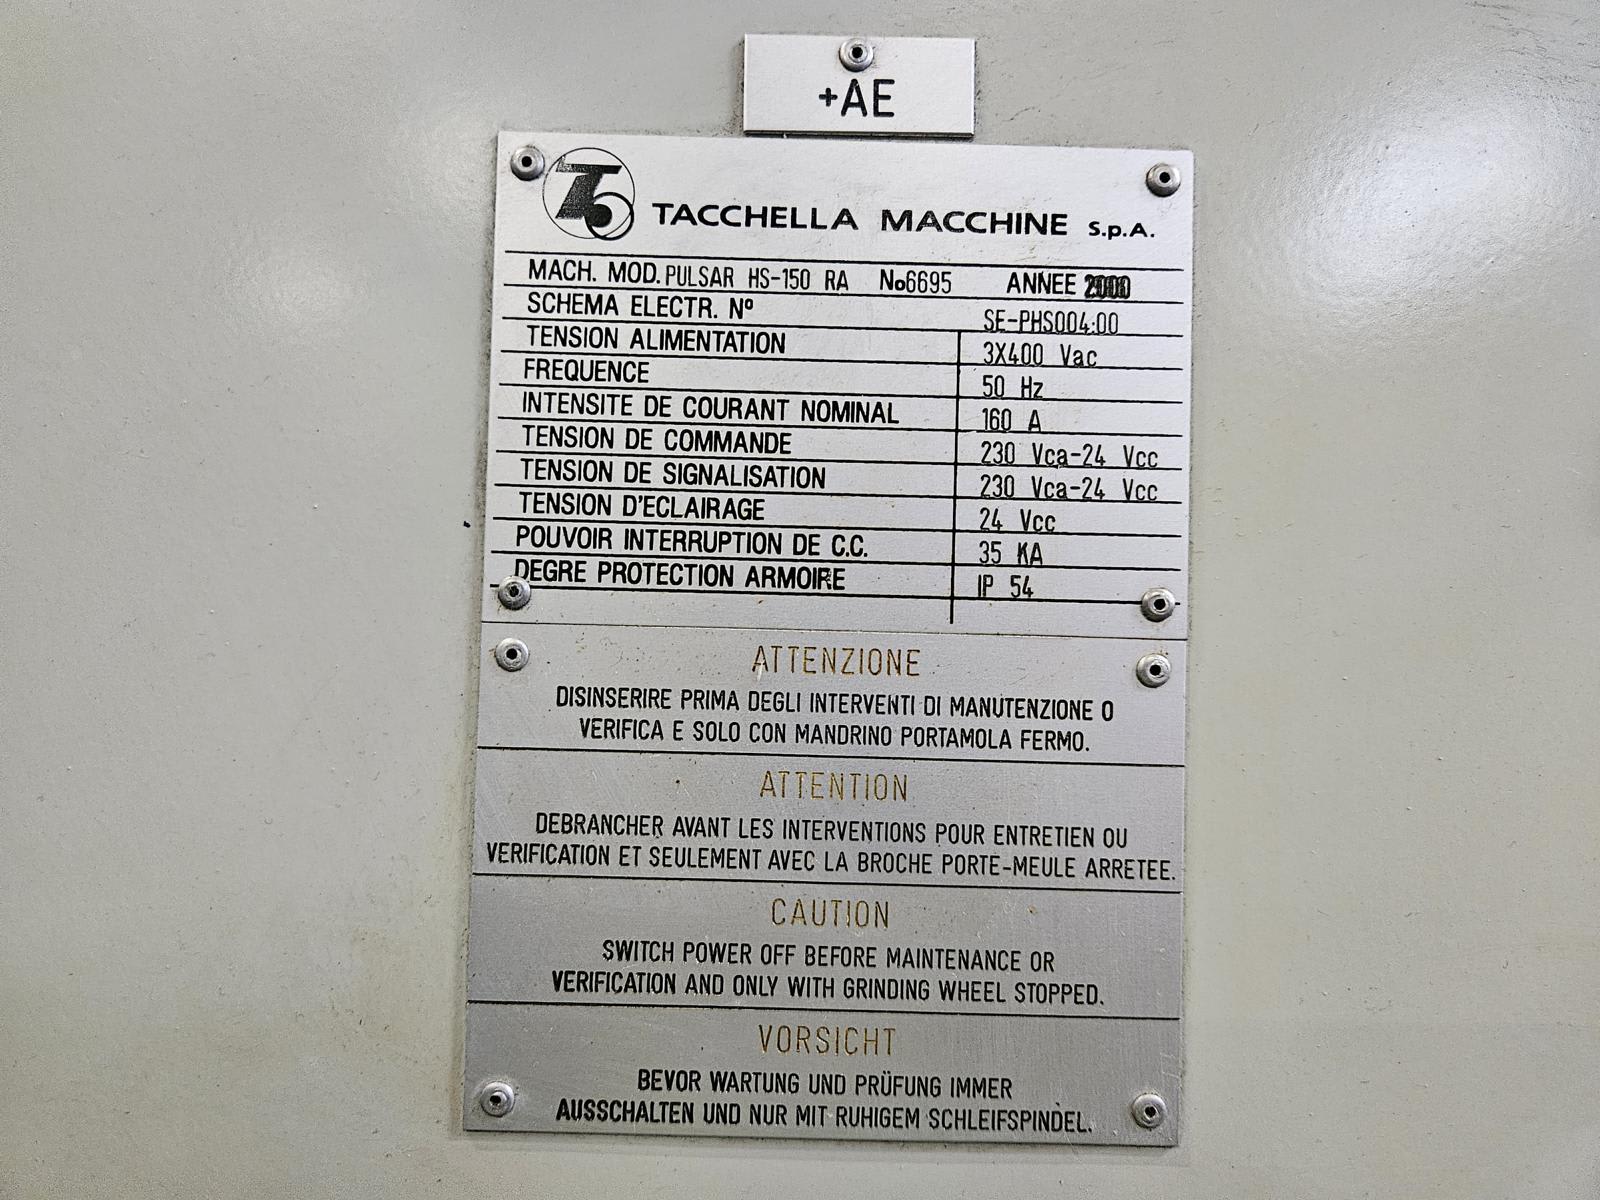 +AE
TACCHELLA MACCHINE S.p.A.
MACH. MOD. PULSAR HS-150 RA No6695 ANNEE 2000
SCHEMA ELECTR. Nº SE-PHS004:00
TENSION ALIMENTATION 3X400 Vac
FREQUENCE 50 Hz
INTENSITE DE COURANT NOMINAL 160 A
TENSION DE COMMANDE 230 Vca-24 Vcc
TENSION DE SIGNALISATION 230 Vca-24 Vcc
TENSION D'ECLAIRAGE 24 Vcc
POUVOIR INTERRUPTION DE C.C. 35 KA
DEGRE PROTECTION ARMOIRE IP 54
ATTENZIONE
DISINSERIRE PRIMA DEGLI INTERVENTI DI MANUTENZIONE O
VERIFICA E SOLO CON MANDRINO PORTAMOLA FERMO.
ATTENTION
DEBRANCHER AVANT LES INTERVENTIONS POUR ENTRETIEN OU
VERIFICATION ET SEULEMENT AVEC LA BROCHE PORTE-MEULE ARRETEE.
CAUTION
SWITCH POWER OFF BEFORE MAINTENANCE OR
VERIFICATION AND ONLY WITH GRINDING WHEEL STOPPED.
VORSICHT
BEVOR WARTUNG UND PRÜFUNG IMMER
AUSSCHALTEN UND NUR MIT RUHIGEM SCHLEIFSPINDEL.